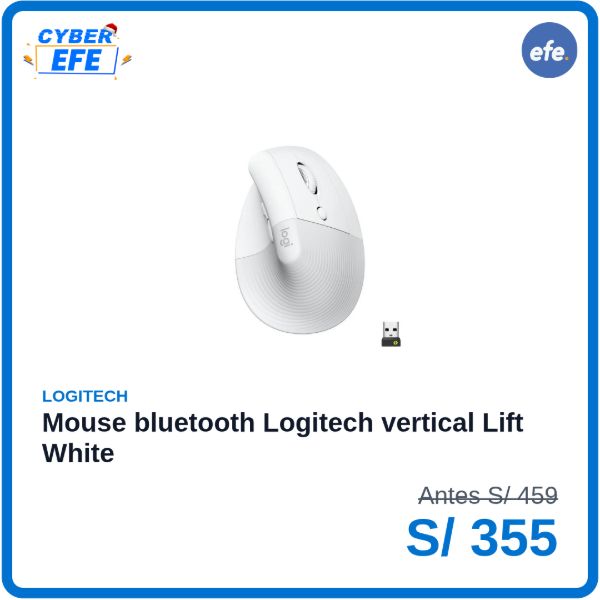 CYBER
EFE
efe.
logi
LOGITECH
Mouse bluetooth Logitech vertical Lift
White
Antes S/ 459
S/ 355